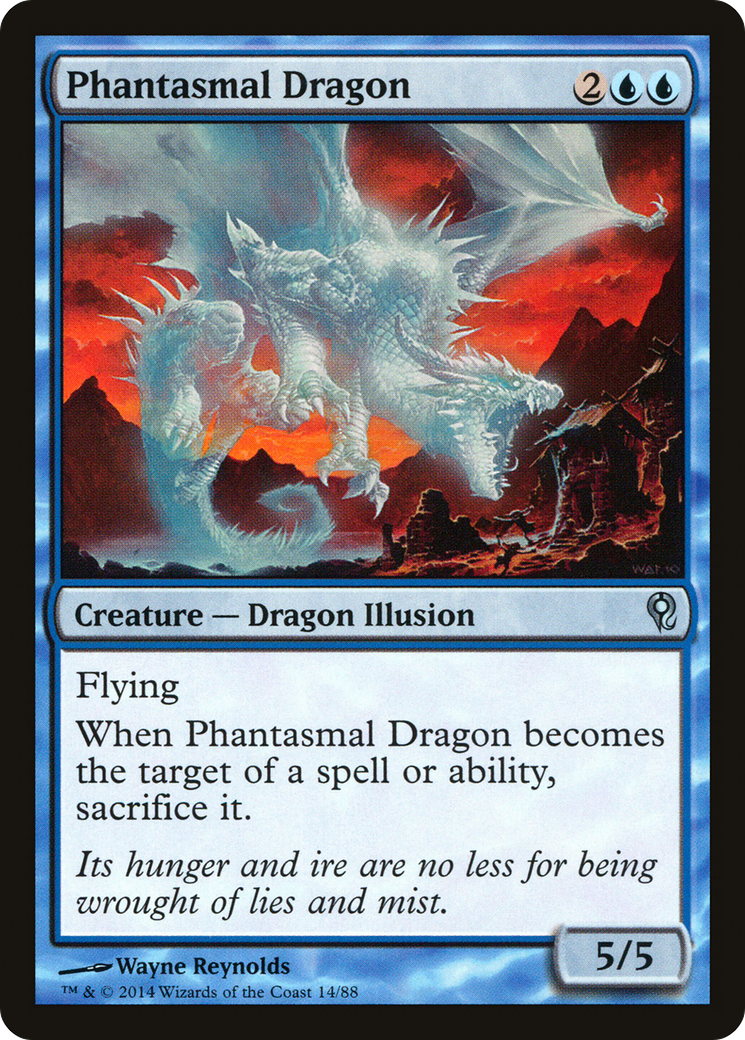 Phantasmal Dragon 2
WAR.10
Creature — Dragon Illusion
Flying
When Phantasmal Dragon becomes
the target of a spell or ability,
sacrifice it.
Its hunger and ire are no less for being
wrought of lies and mist.
5/5
Wayne Reynolds
™ & © 2014 Wizards of the Coast 14/88